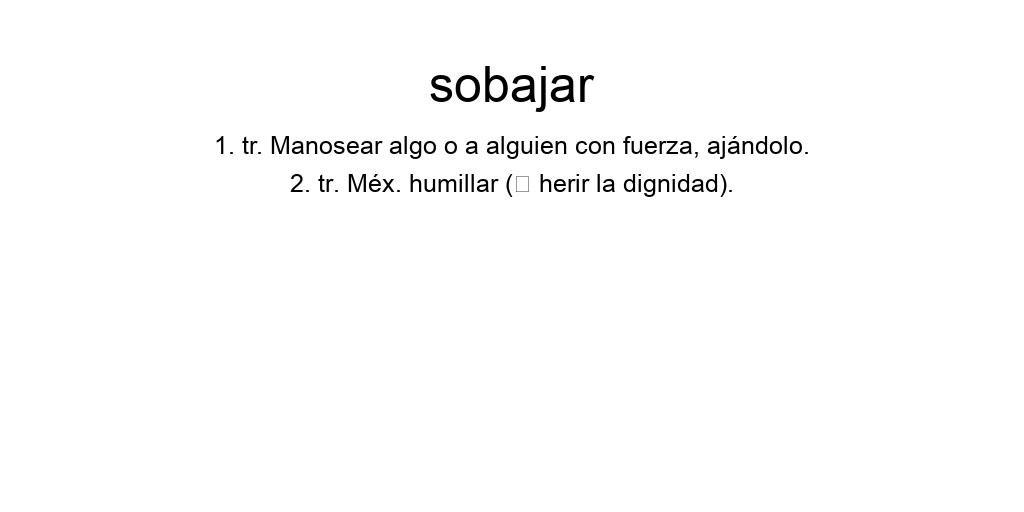 sobajar
1. tr. Manosear algo o a alguien con fuerza, ajándolo.
2. tr. Méx. humillar (□ herir la dignidad).